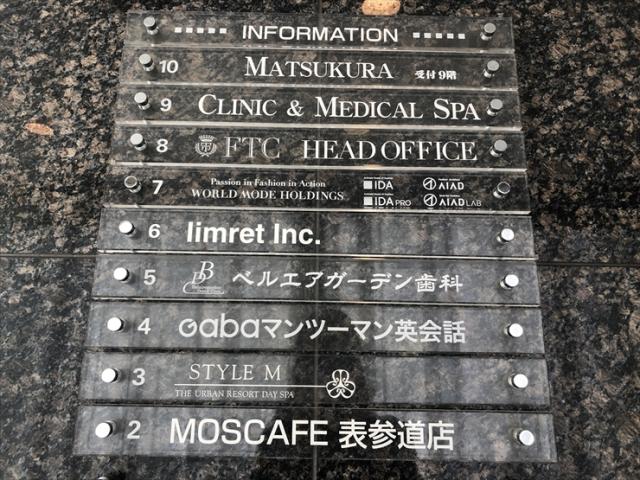 INFORMATION
10 MATSUKURA 受付9階
9 CLINIC & MEDICAL SPA
8 FTC HEAD OFFICE
7 Passion in Fashion in Action
WORLD MODE HOLDINGS
IDA AIAD
IDA PRO AIAD LAB
6 limret Inc.
5 ベルエアガーデン歯科
4 Gabaマンツーマン英会話
3 STYLE M
THE URBAN RESORT DAY SPA
2 MOSCAFE 表参道店